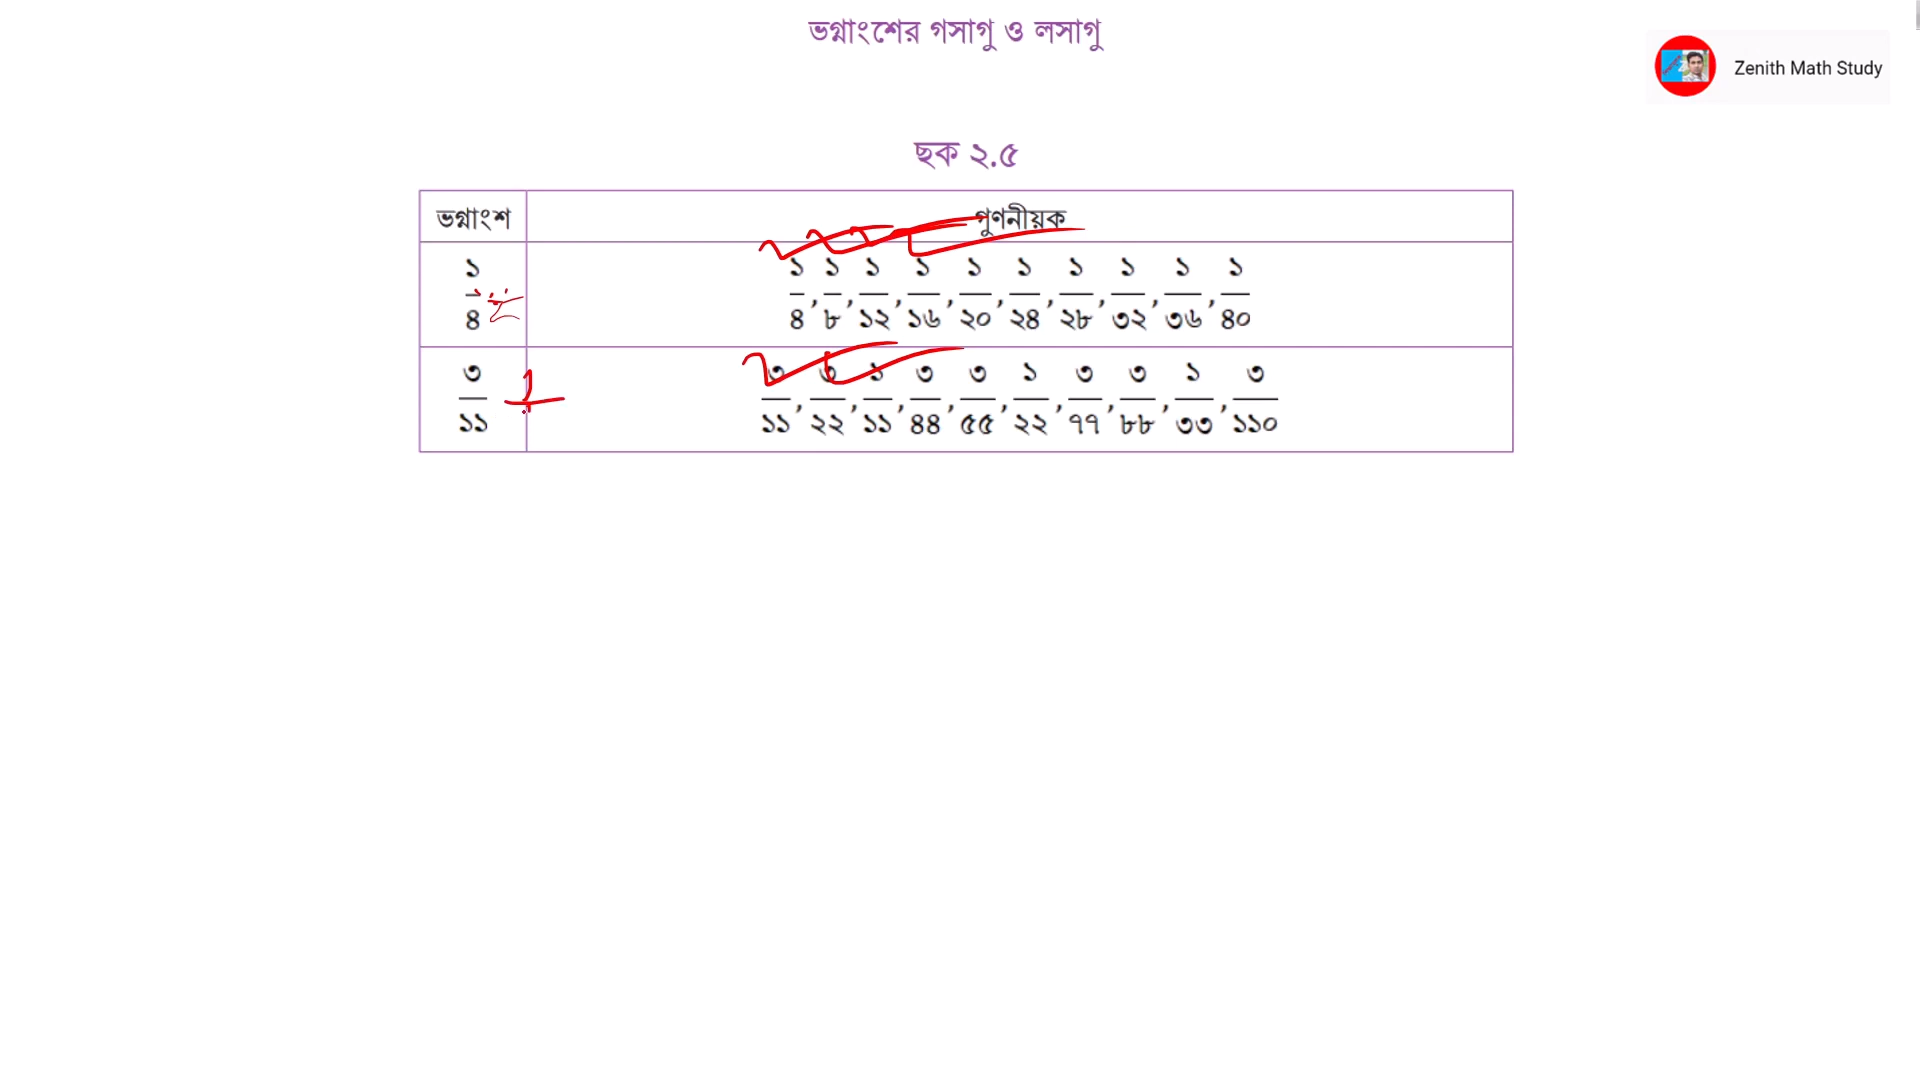 ভগ্নাংশের গসাগু ও লসাগু
Zenith Math Study
ছক ২.৫
ভগ্নাংশ গুণনীয়ক
১/৪ ১/৪, ১/৮, ১/১২, ১/১৬, ১/২০, ১/২৪, ১/২৮, ১/৩২, ১/৩৬, ১/৪০
৩/১১ ৩/১১, ৩/২২, ১/১১, ৩/৪৪, ৩/৫৫, ১/২২, ৩/৭৭, ৩/৮৮, ১/৩৩, ৩/১১০